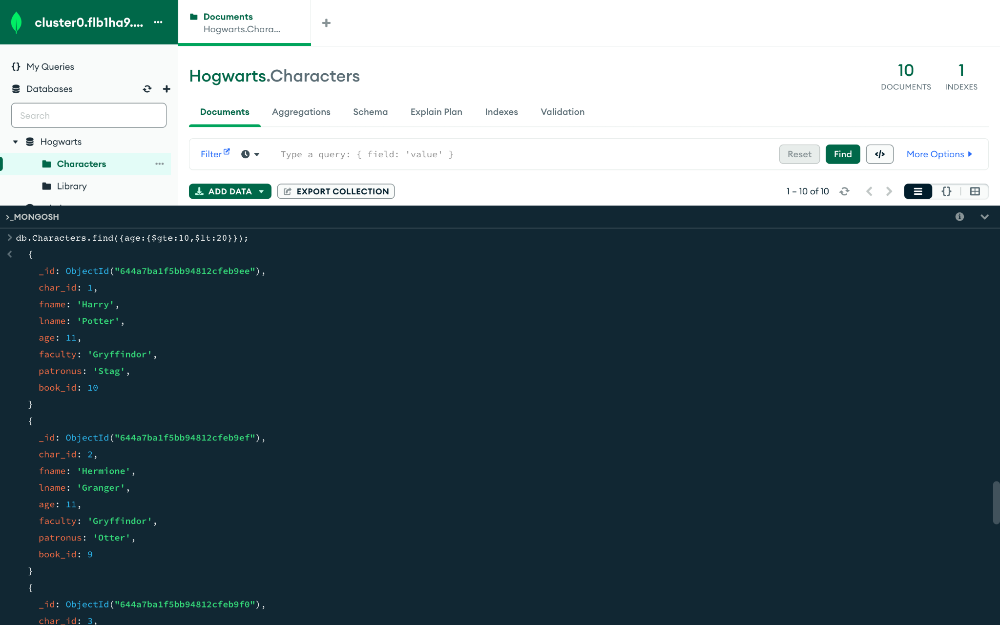 cluster0.flb1ha9....
Documents
Hogwarts.Chara...
My Queries
Databases
Search
Hogwarts
Characters
Library
Hogwarts.Characters
10
DOCUMENTS
1
INDEXES
Documents Aggregations Schema Explain Plan Indexes Validation
Filter Type a query: { field: 'value' } Reset Find </> More Options
ADD DATA EXPORT COLLECTION 1 – 10 of 10 {}
>_MONGOSH
> db.Characters.find({age:{$gte:10,$lt:20}});
< {
_id: ObjectId("644a7ba1f5bb94812cfeb9ee"),
char_id: 1,
fname: 'Harry',
lname: 'Potter',
age: 11,
faculty: 'Gryffindor',
patronus: 'Stag',
book_id: 10
}
{
_id: ObjectId("644a7ba1f5bb94812cfeb9ef"),
char_id: 2,
fname: 'Hermione',
lname: 'Granger',
age: 11,
faculty: 'Gryffindor',
patronus: 'Otter',
book_id: 9
}
{
_id: ObjectId("644a7ba1f5bb94812cfeb9f0"),
char_id: 3,